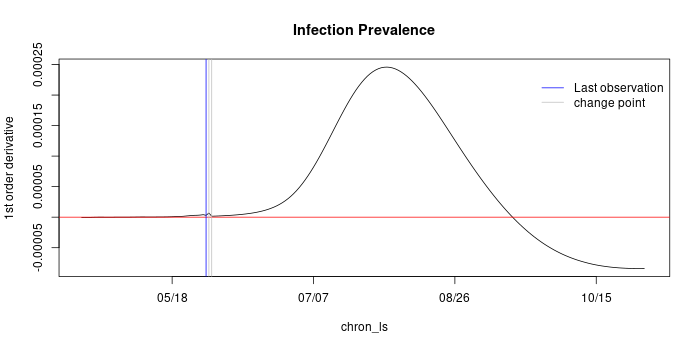 Infection Prevalence
1st order derivative
0.00025
0.00015
0.00005
-0.00005
Last observation
change point
05/18
07/07
08/26
10/15
chron_ls